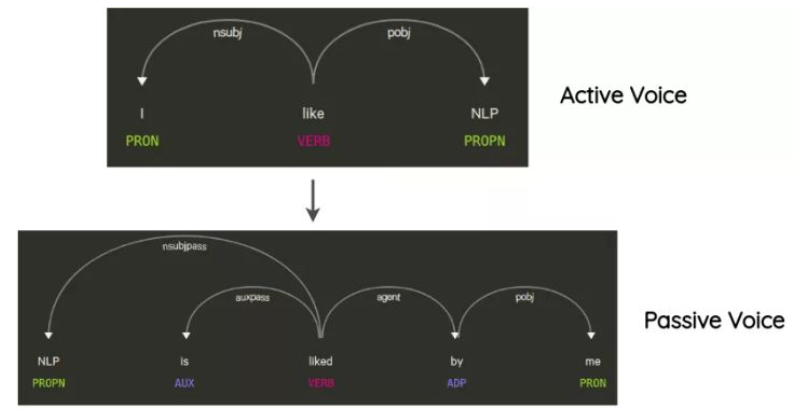 nsubj pobj
I like NLP
PRON VERB PROPN
Active Voice
nsubjpass
auxpass agent pobj
NLP is liked by me
PROPN AUX VERB ADP PRON
Passive Voice